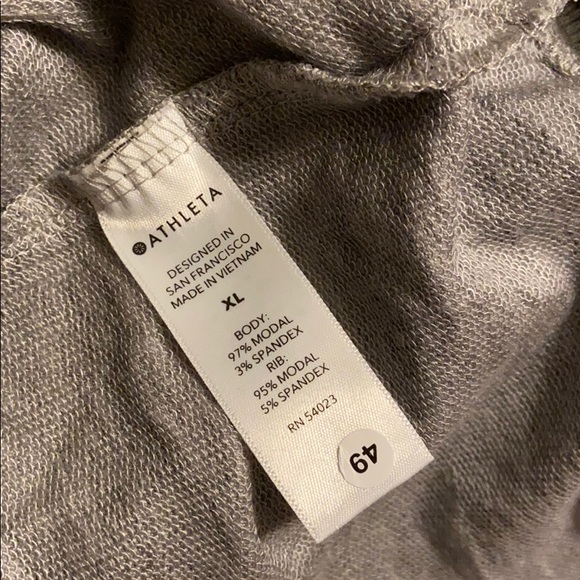 ATHLETA
DESIGNED IN
SAN FRANCISCO
MADE IN VIETNAM
XL
BODY:
97% MODAL
3% SPANDEX
RIB:
95% MODAL
5% SPANDEX
RN 54023
49